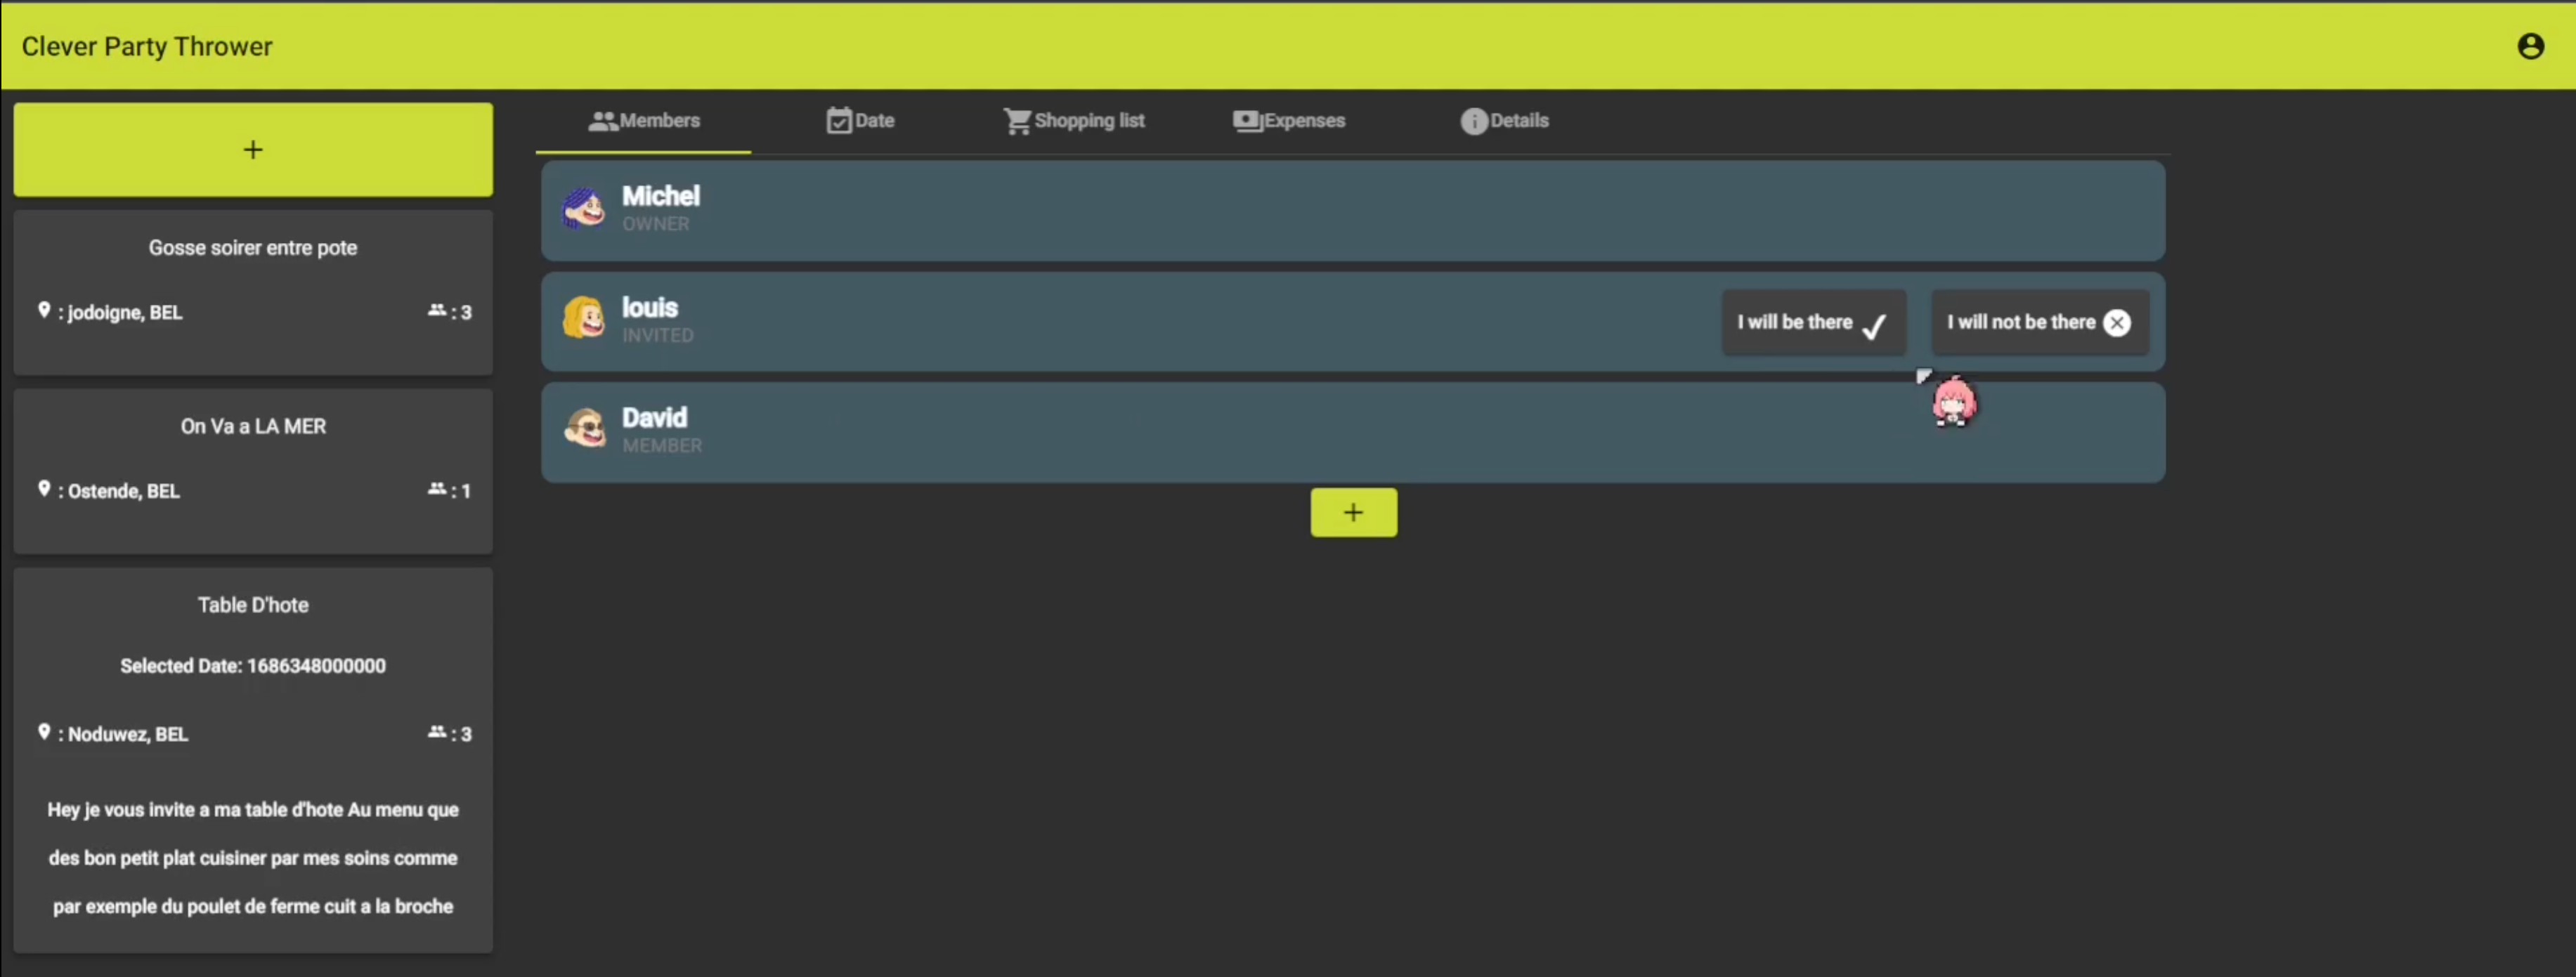 Clever Party Thrower
+
Gosse soirer entre pote
: jodoigne, BEL
: 3
On Va a LA MER
: Ostende, BEL
: 1
Table D'hote
Selected Date: 1686348000000
: Noduwez, BEL
: 3
Hey je vous invite a ma table d'hote Au menu que
des bon petit plat cuisiner par mes soins comme
par exemple du poulet de ferme cuit a la broche
Members
Date
Shopping list
Expenses
Details
Michel
OWNER
louis
INVITED
I will be there
I will not be there
David
MEMBER
+